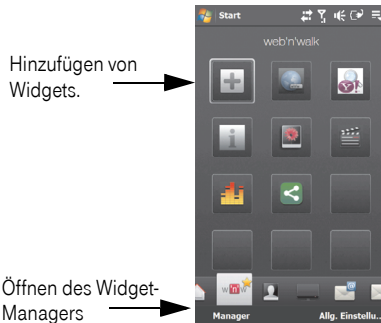 Start
web'n'walk
Hinzufügen von
Widgets.
w'n'w
Öffnen des Widget-
Managers
Manager
Allg. Einstellu..